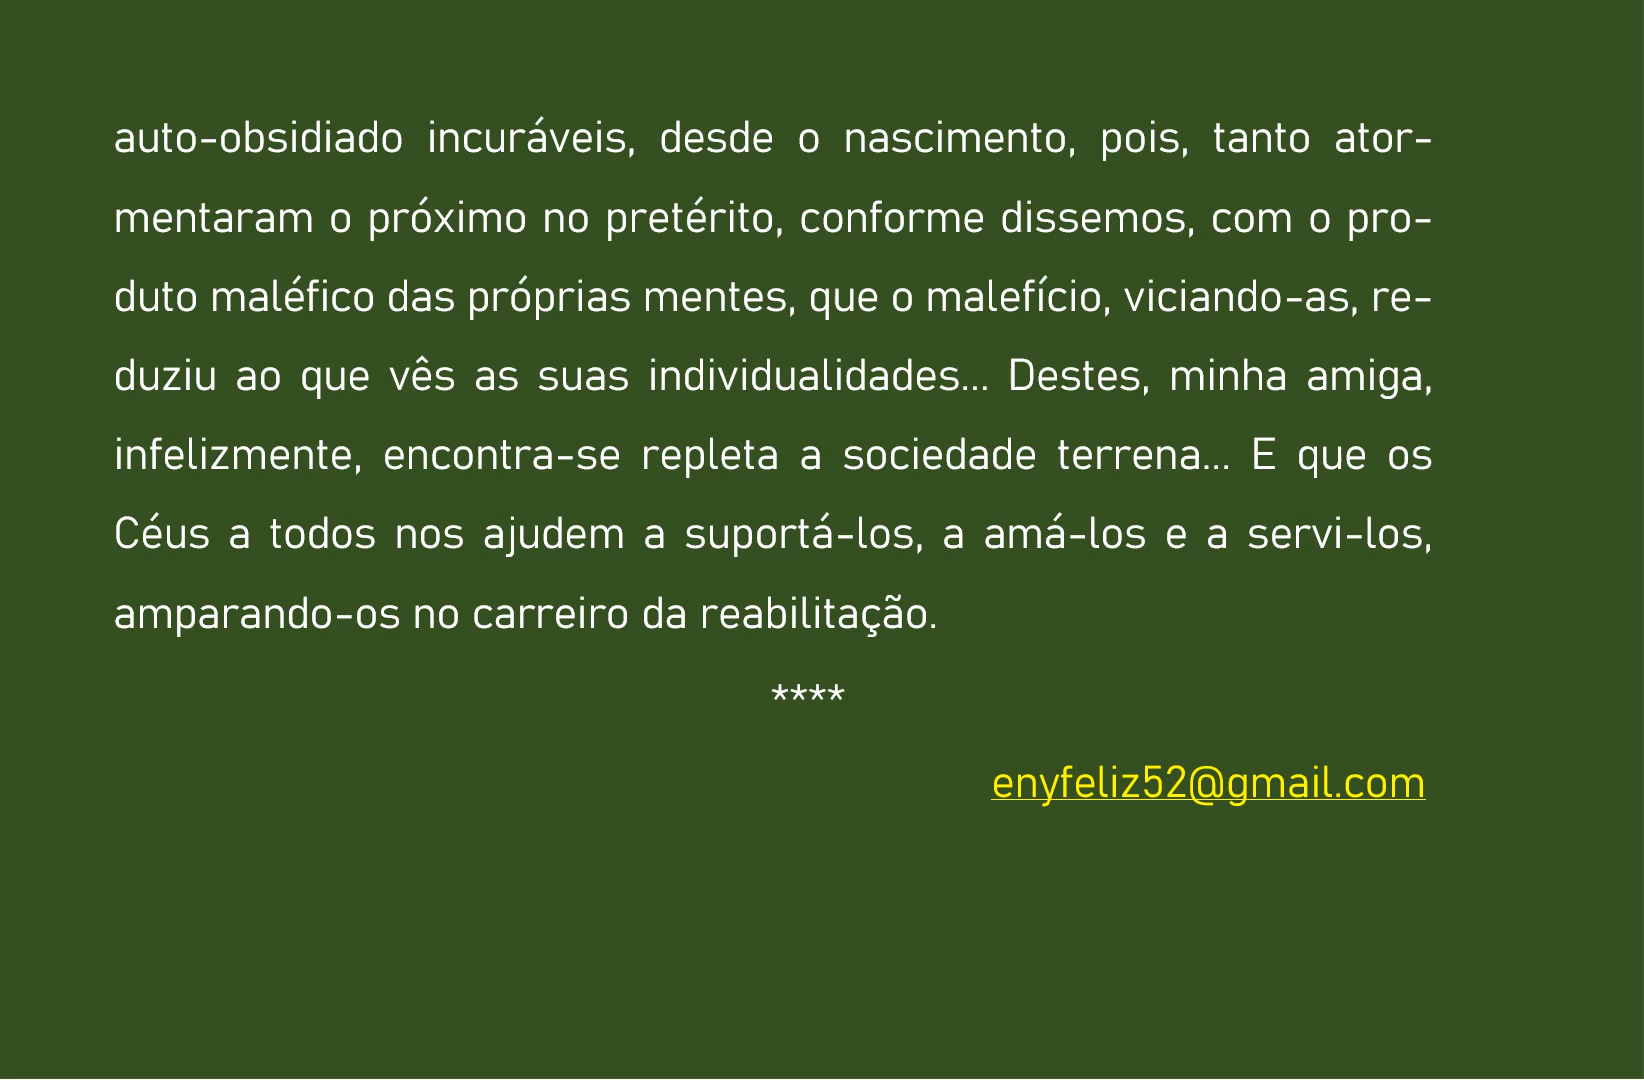 auto-obsidiado incuráveis, desde o nascimento, pois, tanto ator-
mentaram o próximo no pretérito, conforme dissemos, com o pro-
duto maléfico das próprias mentes, que o malefício, viciando-as, re-
duziu ao que vês as suas individualidades... Destes, minha amiga,
infelizmente, encontra-se repleta a sociedade terrena... E que os
Céus a todos nos ajudem a suportá-los, a amá-los e a servi-los,
amparando-os no carreiro da reabilitação.
****
enyfeliz52@gmail.com